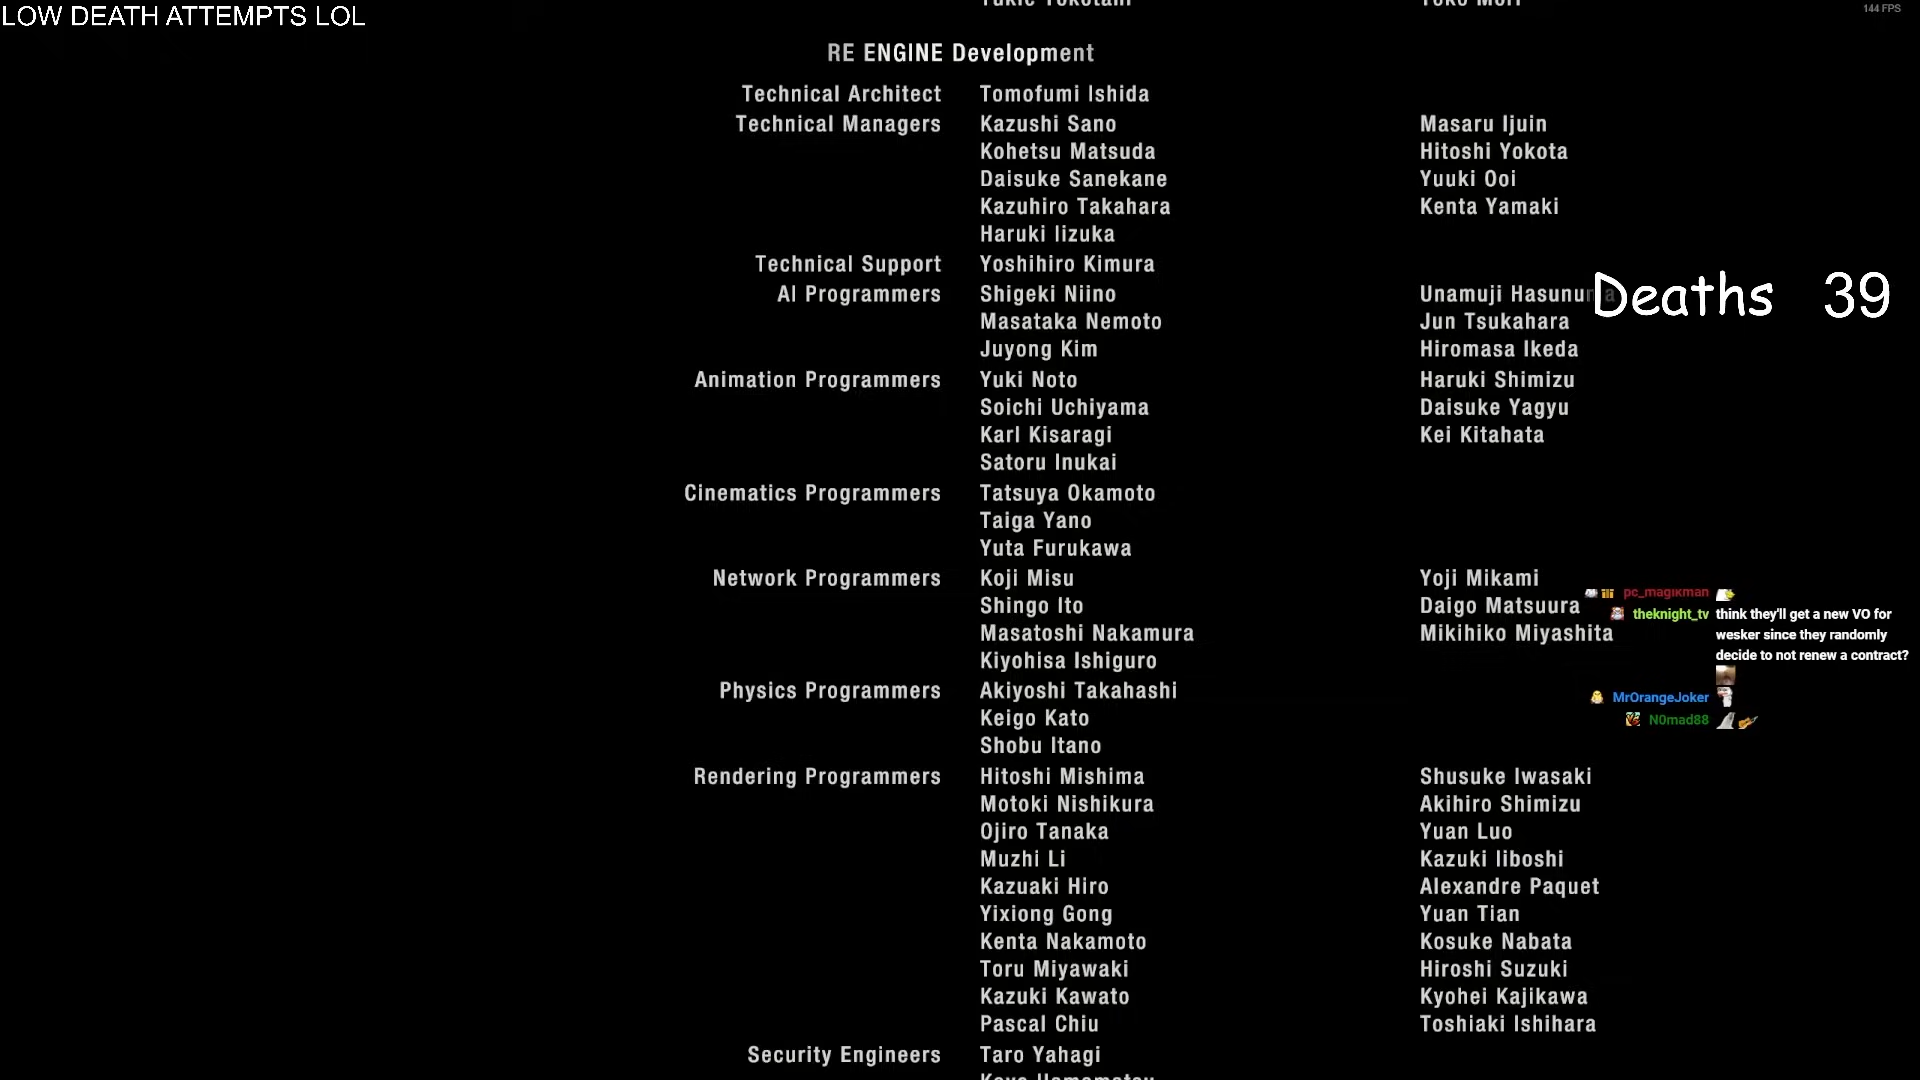 LOW DEATH ATTEMPTS LOL
144 FPS
RE ENGINE Development
Technical Architect Tomofumi Ishida
Technical Managers Kazushi Sano Masaru Ijuin
Kohetsu Matsuda Hitoshi Yokota
Daisuke Sanekane Yuuki Ooi
Kazuhiro Takahara Kenta Yamaki
Haruki Iizuka
Technical Support Yoshihiro Kimura
AI Programmers Shigeki Niino Unamuji
Deaths 39
Masataka Nemoto Jun Tsukahara
Juyong Kim Hiromasa Ikeda
Animation Programmers Yuki Noto Haruki Shimizu
Soichi Uchiyama Daisuke Yagyu
Karl Kisaragi Kei Kitahata
Satoru Inukai
Cinematics Programmers Tatsuya Okamoto
Taiga Yano
Yuta Furukawa
Network Programmers Koji Misu Yoji Mikami
Shingo Ito Daigo Matsuura
Masatoshi Nakamura Mikihiko Miyashita
Kiyohisa Ishiguro
pc_magikman
theknight_tv think they'll get a new VO for
wesker since they randomly
decide to not renew a contract?
MrOrangeJoker
N0mad88
Physics Programmers Akiyoshi Takahashi
Keigo Kato
Shobu Itano
Rendering Programmers Hitoshi Mishima Shusuke Iwasaki
Motoki Nishikura Akihiro Shimizu
Ojiro Tanaka Yuan Luo
Muzhi Li Kazuki Iiboshi
Kazuaki Hiro Alexandre Paquet
Yixiong Gong Yuan Tian
Kenta Nakamoto Kosuke Nabata
Toru Miyawaki Hiroshi Suzuki
Kazuki Kawato Kyohei Kajikawa
Pascal Chiu Toshiaki Ishihara
Security Engineers Taro Yahagi